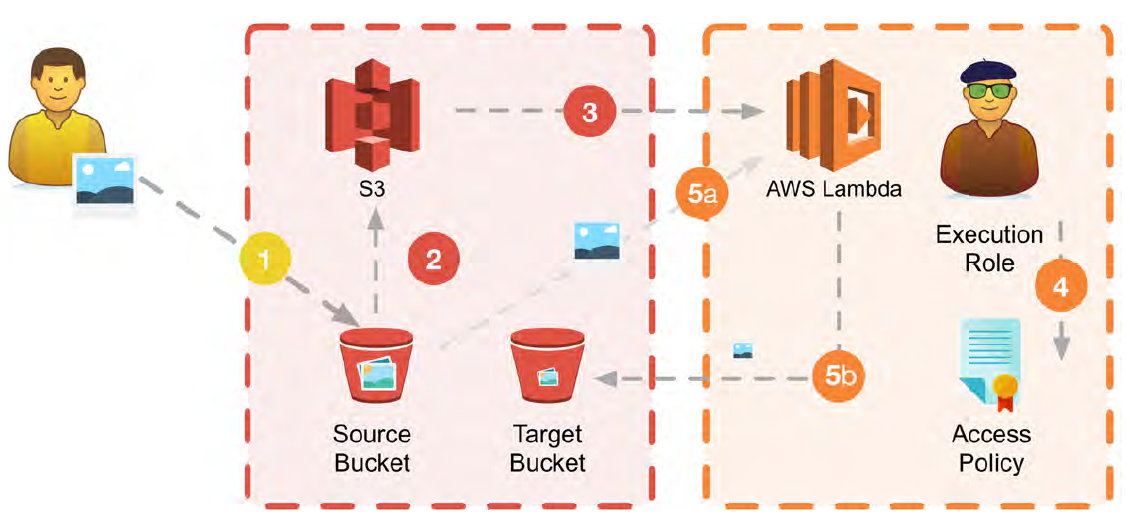 1
2
3
4
5a
5b
S3
AWS Lambda
Execution
Role
Source
Bucket
Target
Bucket
Access
Policy